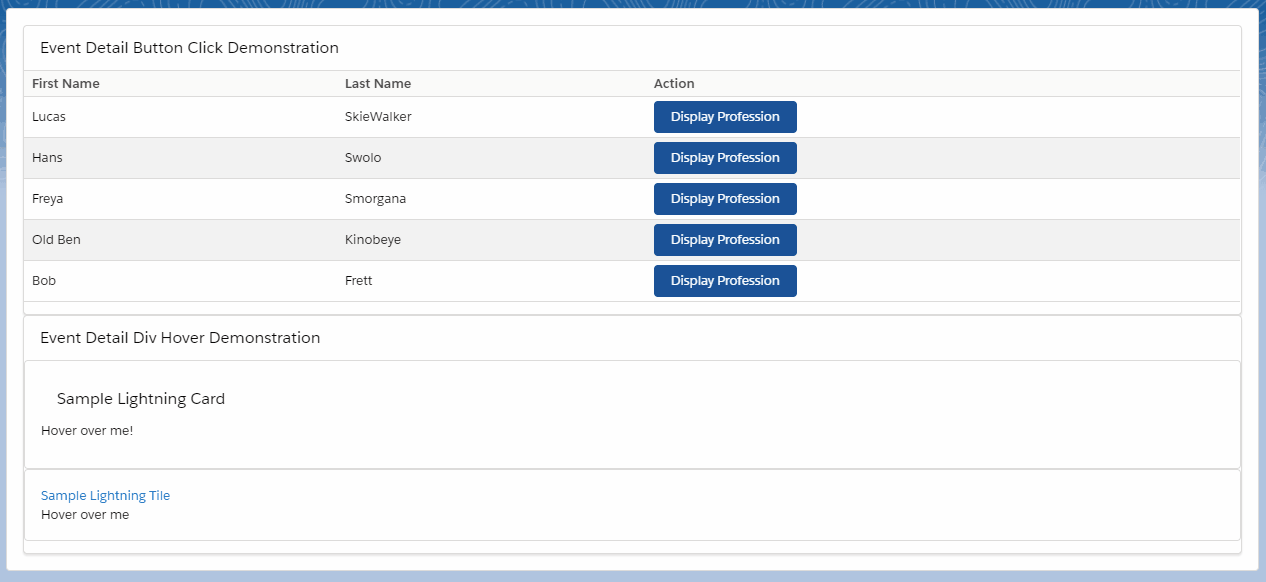 Event Detail Button Click Demonstration
First Name Last Name Action
Lucas SkieWalker Display Profession
Hans Swolo Display Profession
Freya Smorgana Display Profession
Old Ben Kinobeye Display Profession
Bob Frett Display Profession
Event Detail Div Hover Demonstration
Sample Lightning Card
Hover over me!
Sample Lightning Tile
Hover over me